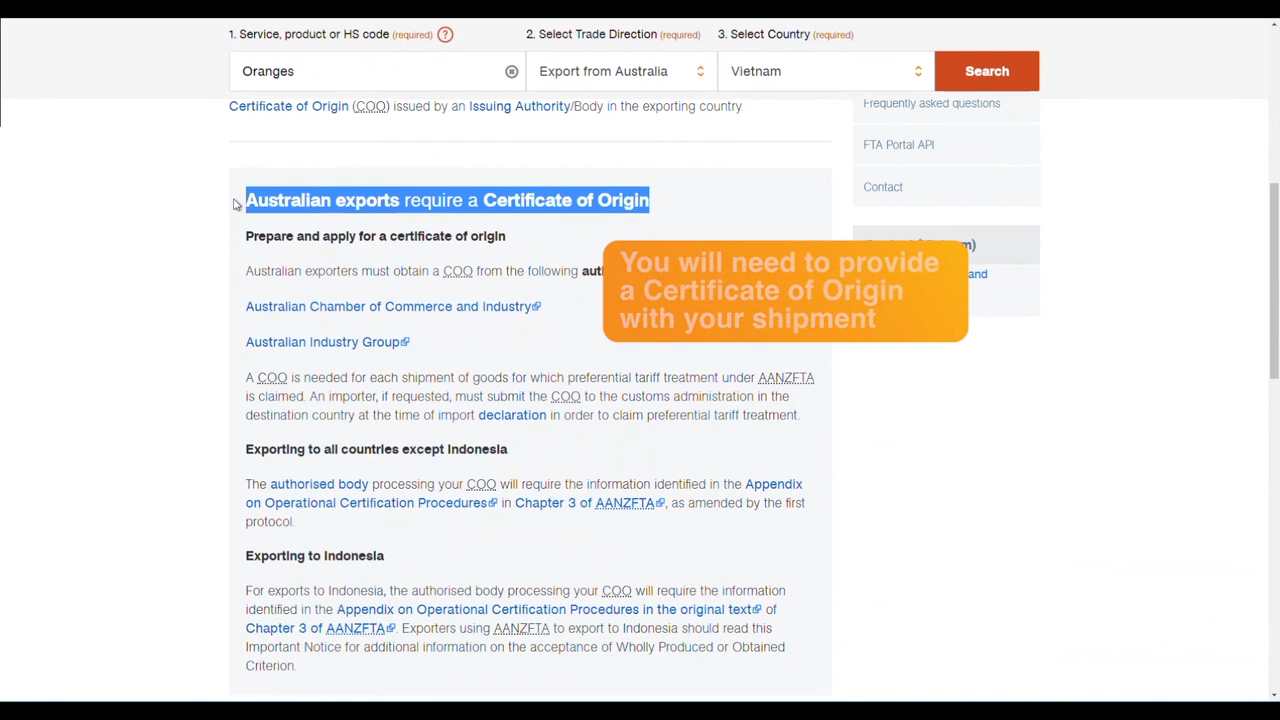 1. Service, product or HS code (required) ?
2. Select Trade Direction (required)
3. Select Country (required)
Oranges
Export from Australia
Vietnam
Search
Certificate of Origin (COO) issued by an Issuing Authority/Body in the exporting country.
Frequently asked questions
FTA Portal API
Contact
Australian exports require a Certificate of Origin
Prepare and apply for a certificate of origin
Australian exporters must obtain a COO from the following
You will need to provide
a Certificate of Origin
with your shipment
and
Australian Chamber of Commerce and Industry
Australian Industry Group
A COO is needed for each shipment of goods for which preferential tariff treatment under AANZFTA
is claimed. An importer, if requested, must submit the COO to the customs administration in the
destination country at the time of import declaration in order to claim preferential tariff treatment.
Exporting to all countries except Indonesia
The authorised body processing your COO will require the information identified in the Appendix
on Operational Certification Procedures in Chapter 3 of AANZFTA, as amended by the first
protocol.
Exporting to Indonesia
For exports to Indonesia, the authorised body processing your COO will require the information
identified in the Appendix on Operational Certification Procedures in the original text of
Chapter 3 of AANZFTA. Exporters using AANZFTA to export to Indonesia should read this
Important Notice for additional information on the acceptance of Wholly Produced or Obtained
Criterion.